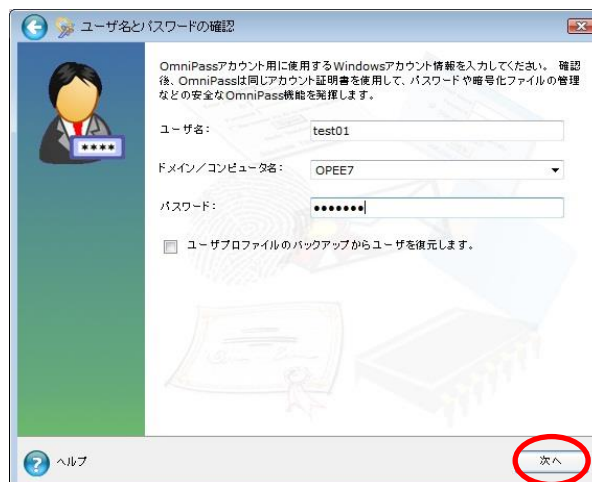 ユーザ名とパスワードの確認
OmniPassアカウント用に使用するWindowsアカウント情報を入力してください。 確認
後、OmniPassは同じアカウント証明書を使用して、パスワードや暗号化ファイルの管理
などの安全なOmniPass機能を発揮します。
ユーザ名: test01
ドメイン/コンピュータ名: OPEE7
パスワード: •••••••
****
ユーザプロファイルのバックアップからユーザを復元します。
? ヘルプ
次へ